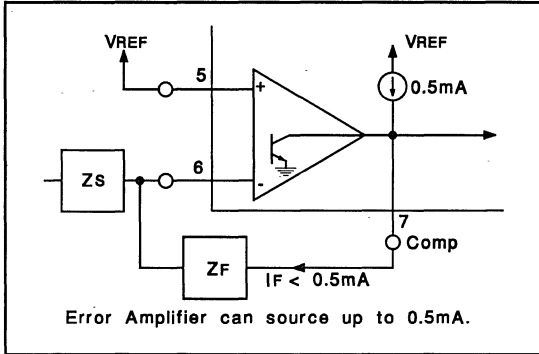 VREF
VREF
5
+
0.5mA
6
-
ZS
7
Comp
ZF
IF < 0.5mA
Error Amplifier can source up to 0.5mA.